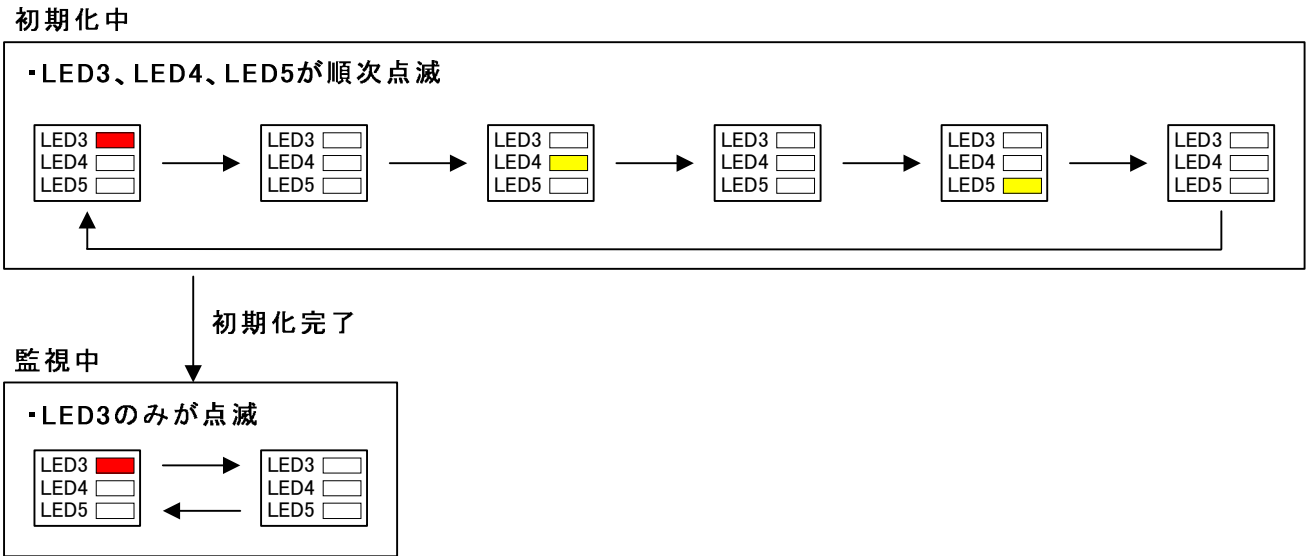 初期化中
・LED3、LED4、LED5が順次点滅
LED3 LED3 LED3 LED3 LED3 LED3
LED4 LED4 LED4 LED4 LED4 LED4
LED5 LED5 LED5 LED5 LED5 LED5
初期化完了
監視中
・LED3のみが点滅
LED3 LED3
LED4 LED4
LED5 LED5